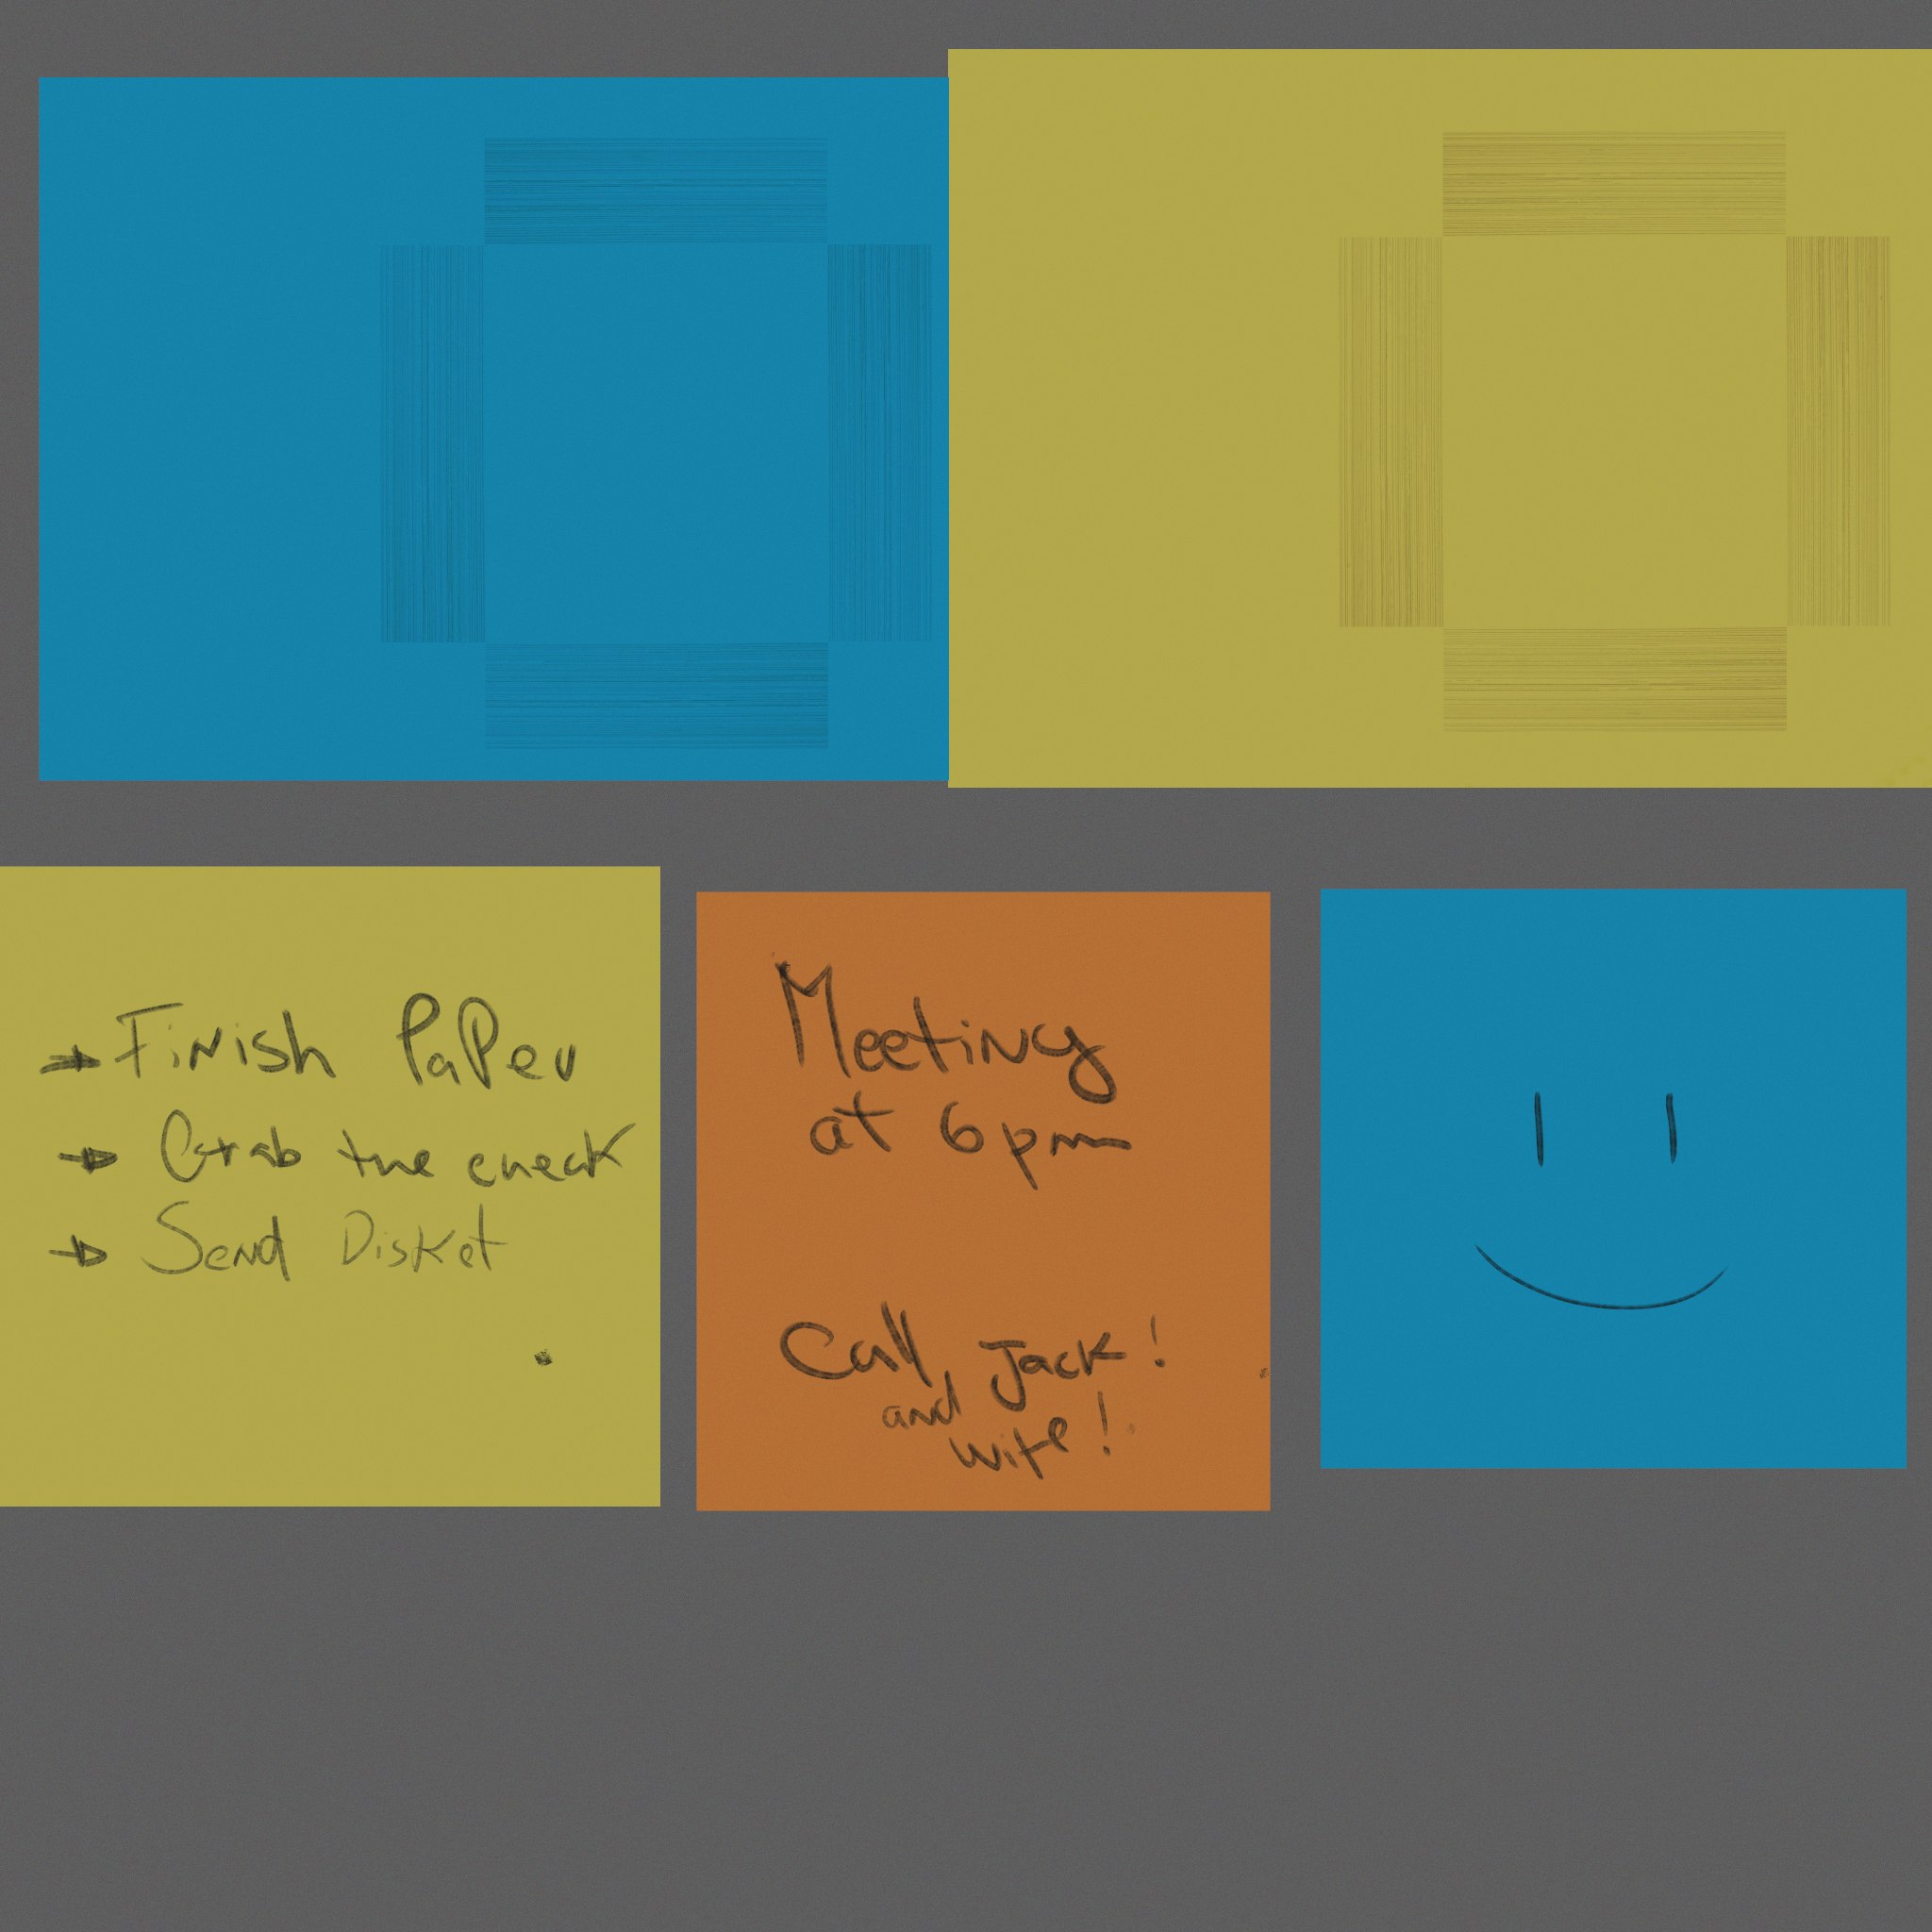 → Finish PaPer
→ Grab the check
→ Send Disket
Meeting
at 6pm
Call Jack!
and
wife!